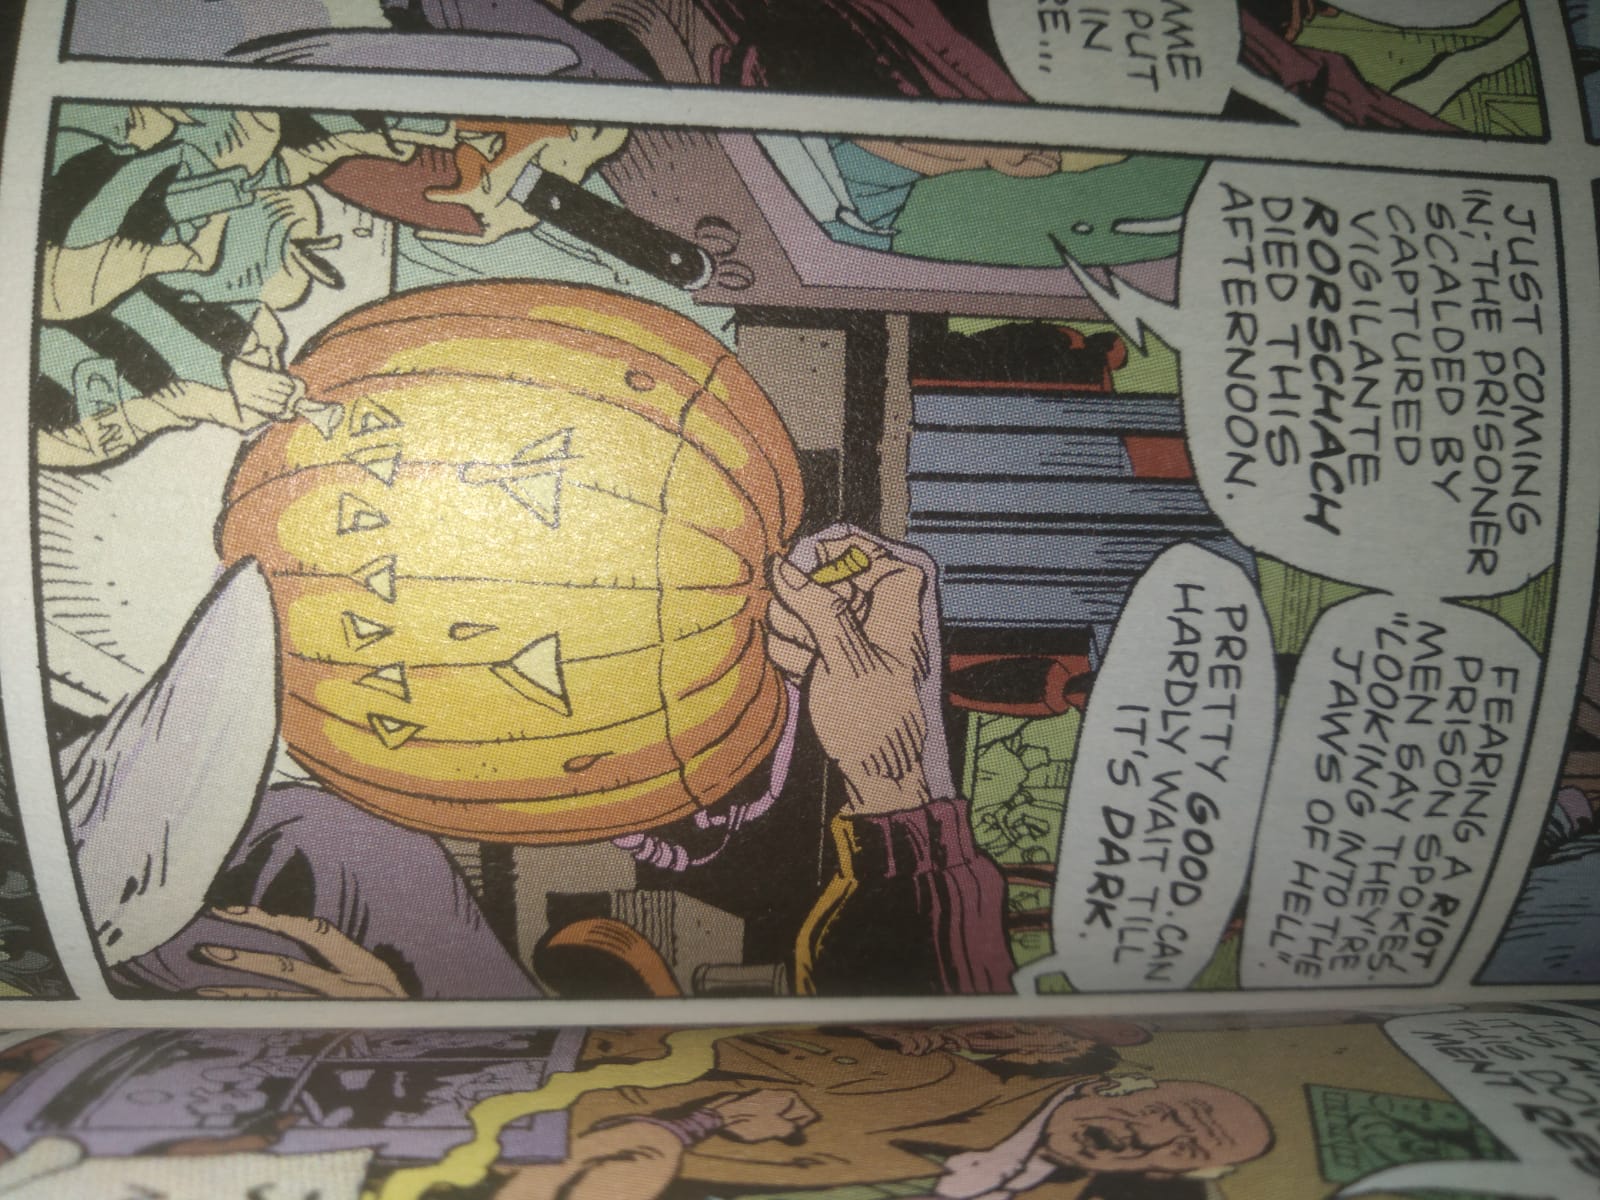 MME
PUT
IN
RE...
JUST COMING
IN; THE PRISONER
SCALDED BY
CAPTURED
VIGILANTE
RORSCHACH
DIED THIS
AFTERNOON.
FEARING A RIOT,
PRISON SPOKES-
MEN SAY THEY'RE
"LOOKING INTO THE
JAWS OF HELL".
PRETTY GOOD. CAN
HARDLY WAIT TILL
IT'S DARK.
CAN
THIS DOV
MENT RES